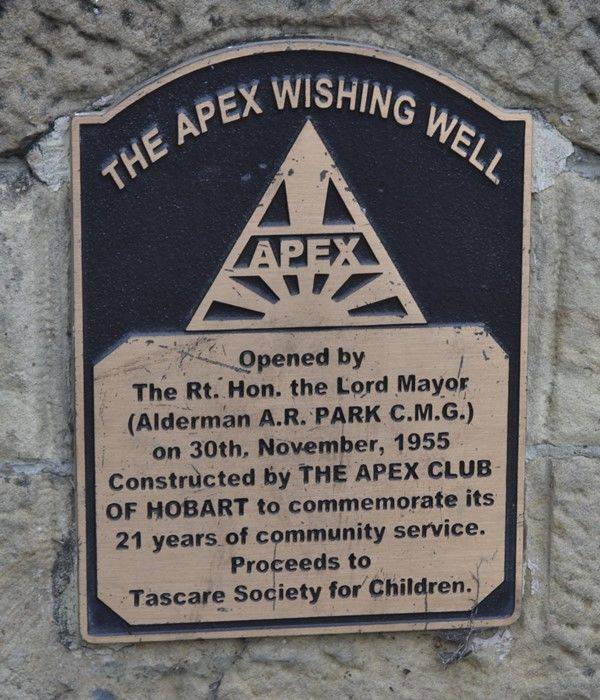 THE APEX WISHING WELL
APEX
Opened by
The Rt. Hon. the Lord Mayor
(Alderman A.R. PARK C.M.G.)
on 30th. November, 1955
Constructed by THE APEX CLUB
OF HOBART to commemorate its
21 years of community service.
Proceeds to
Tascare Society for Children.